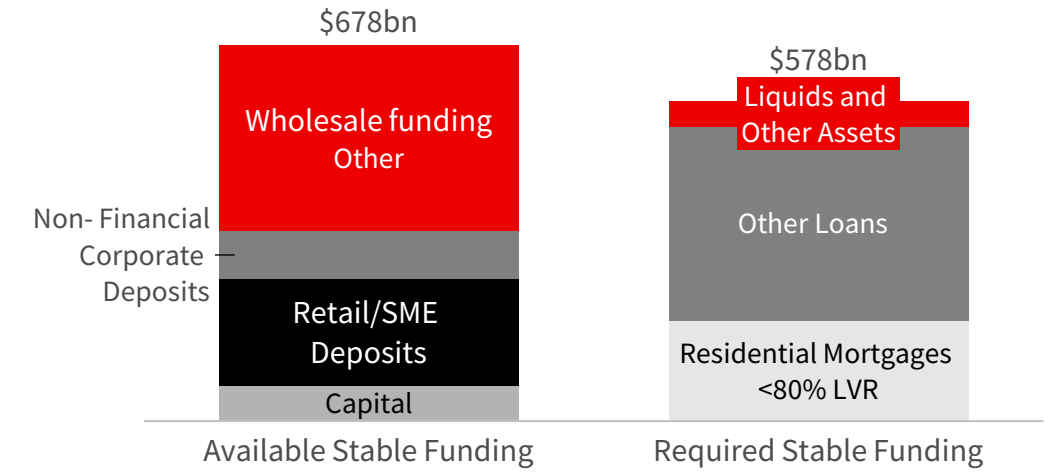 $678bn
Wholesale funding
Other
Non- Financial
Corporate
Deposits
Retail/SME
Deposits
Capital
Available Stable Funding
$578bn
Liquids and
Other Assets
Other Loans
Residential Mortgages
<80% LVR
Required Stable Funding